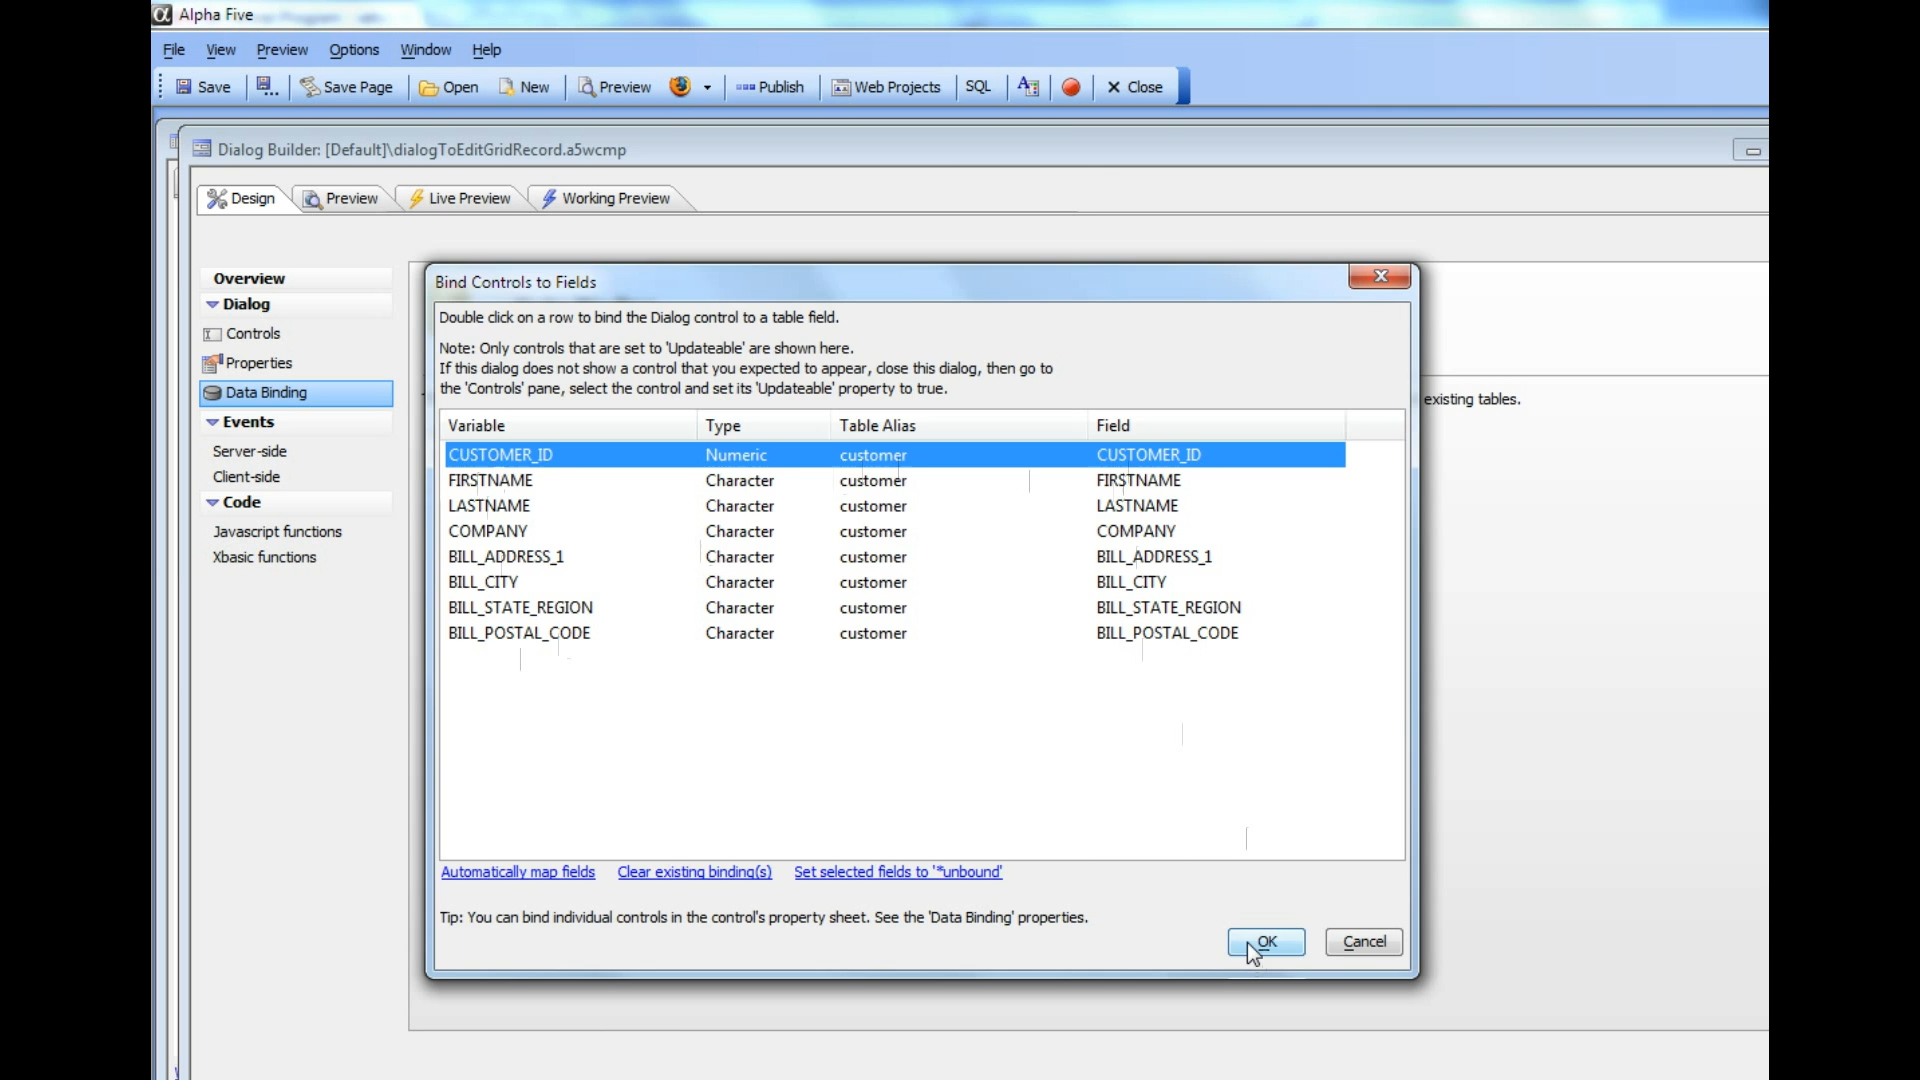 Alpha Five
File View Preview Options Window Help
Save Save Page Open New Preview Publish Web Projects SQL Close
Dialog Builder: [Default]\dialogToEditGridRecord.a5wcmp
Design Preview Live Preview Working Preview
Overview
Dialog
Controls
Properties
Data Binding
Events
Server-side
Client-side
Code
Javascript functions
Xbasic functions
existing tables.
Bind Controls to Fields
Double click on a row to bind the Dialog control to a table field.
Note: Only controls that are set to 'Updateable' are shown here.
If this dialog does not show a control that you expected to appear, close this dialog, then go to
the 'Controls' pane, select the control and set its 'Updateable' property to true.
Variable Type Table Alias Field
CUSTOMER_ID Numeric customer CUSTOMER_ID
FIRSTNAME Character customer FIRSTNAME
LASTNAME Character customer LASTNAME
COMPANY Character customer COMPANY
BILL_ADDRESS_1 Character customer BILL_ADDRESS_1
BILL_CITY Character customer BILL_CITY
BILL_STATE_REGION Character customer BILL_STATE_REGION
BILL_POSTAL_CODE Character customer BILL_POSTAL_CODE
Automatically map fields Clear existing binding(s) Set selected fields to '*unbound'
Tip: You can bind individual controls in the control's property sheet. See the 'Data Binding' properties.
OK Cancel